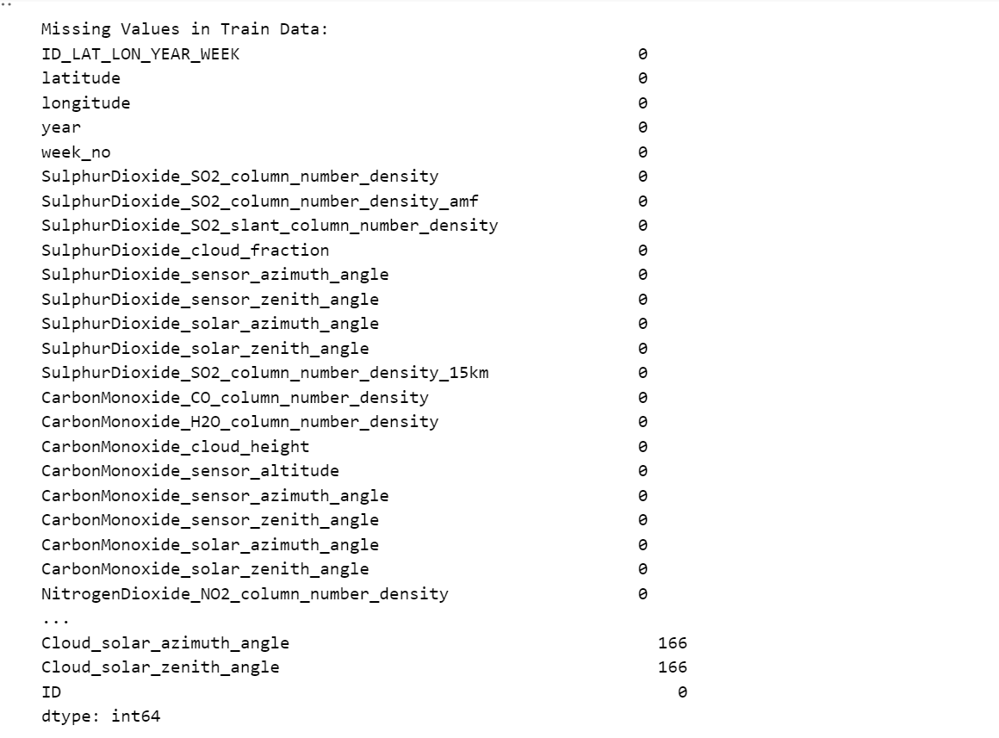 Missing Values in Train Data:
ID_LAT_LON_YEAR_WEEK 0
latitude 0
longitude 0
year 0
week_no 0
SulphurDioxide_SO2_column_number_density 0
SulphurDioxide_SO2_column_number_density_amf 0
SulphurDioxide_SO2_slant_column_number_density 0
SulphurDioxide_cloud_fraction 0
SulphurDioxide_sensor_azimuth_angle 0
SulphurDioxide_sensor_zenith_angle 0
SulphurDioxide_solar_azimuth_angle 0
SulphurDioxide_solar_zenith_angle 0
SulphurDioxide_SO2_column_number_density_15km 0
CarbonMonoxide_CO_column_number_density 0
CarbonMonoxide_H2O_column_number_density 0
CarbonMonoxide_cloud_height 0
CarbonMonoxide_sensor_altitude 0
CarbonMonoxide_sensor_azimuth_angle 0
CarbonMonoxide_sensor_zenith_angle 0
CarbonMonoxide_solar_azimuth_angle 0
CarbonMonoxide_solar_zenith_angle 0
NitrogenDioxide_NO2_column_number_density 0
...
Cloud_solar_azimuth_angle 166
Cloud_solar_zenith_angle 166
ID 0
dtype: int64